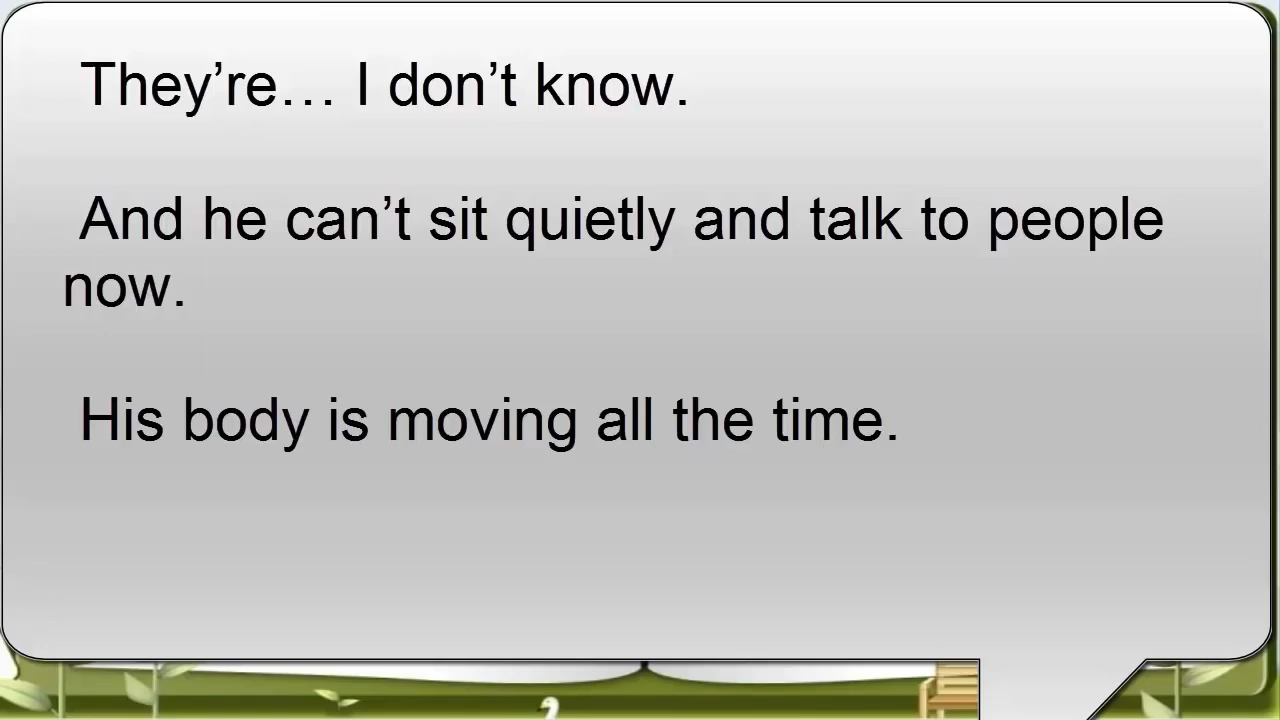 They’re… I don’t know.
And he can’t sit quietly and talk to people
now.
His body is moving all the time.